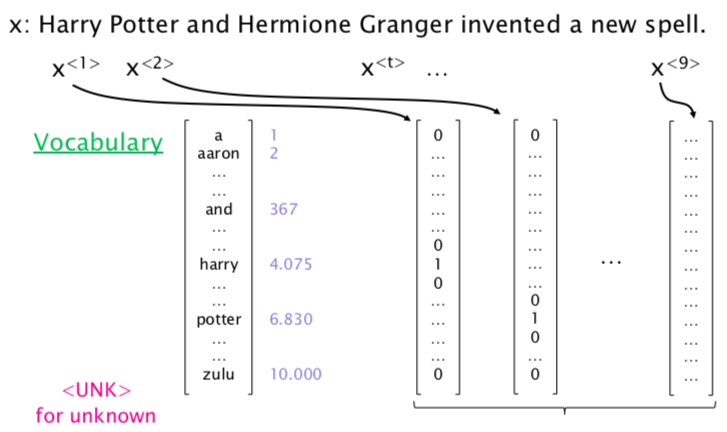 x: Harry Potter and Hermione Granger invented a new spell.
x<1> x<2> x<t> ... x<9>
Vocabulary
a 1 0 0 ...
aaron 2 ... ... ...
... ... ... ...
... ... ... ...
and 367 ... ... ...
... ... ... ...
... 0 ... ...
harry 4.075 1 ... ... ...
... 0 ... ...
... ... 0 ...
potter 6.830 ... 1 ...
... ... 0 ...
... ... ... ...
zulu 10.000 0 0 ...
<UNK>
for unknown